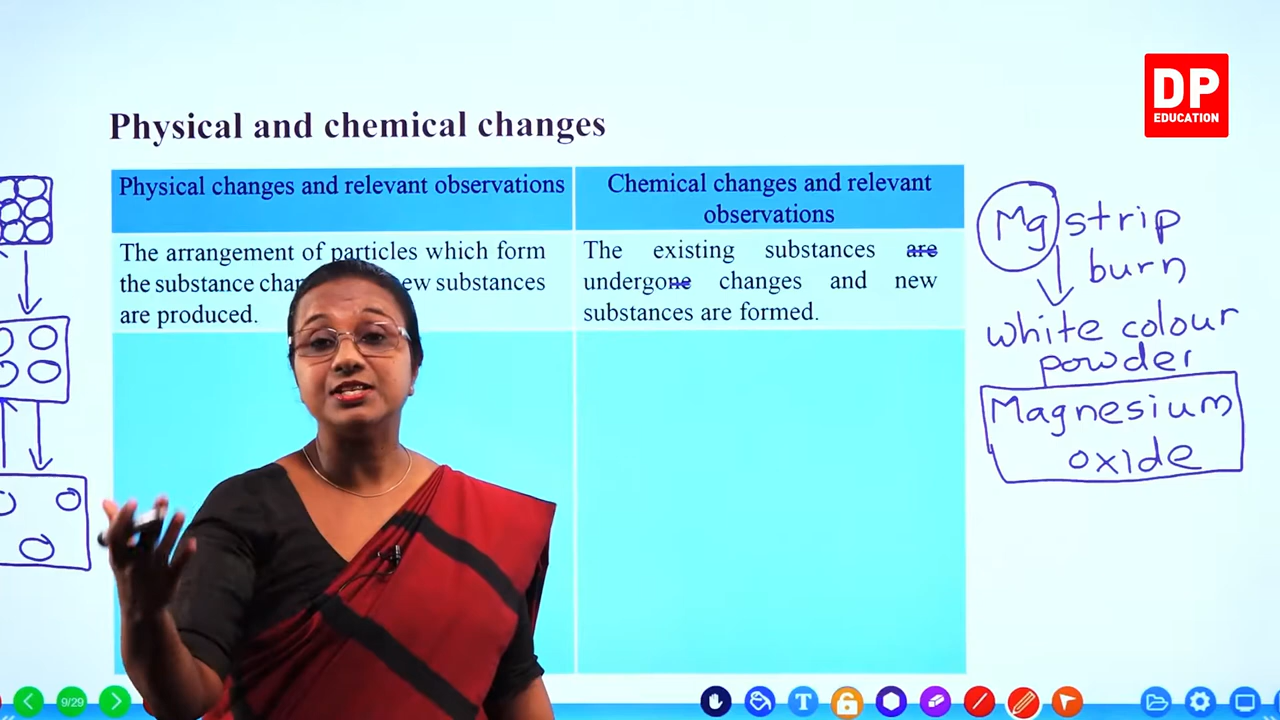 DP
EDUCATION
Physical and chemical changes
Physical changes and relevant observations
The arrangement of particles which form
the substance substances
are produced.
Chemical changes and relevant
observations
The existing substances are
undergone changes and new
substances are formed.
Mg strip
burn
white colour
powder
Magnesium
oxide
9/29
T